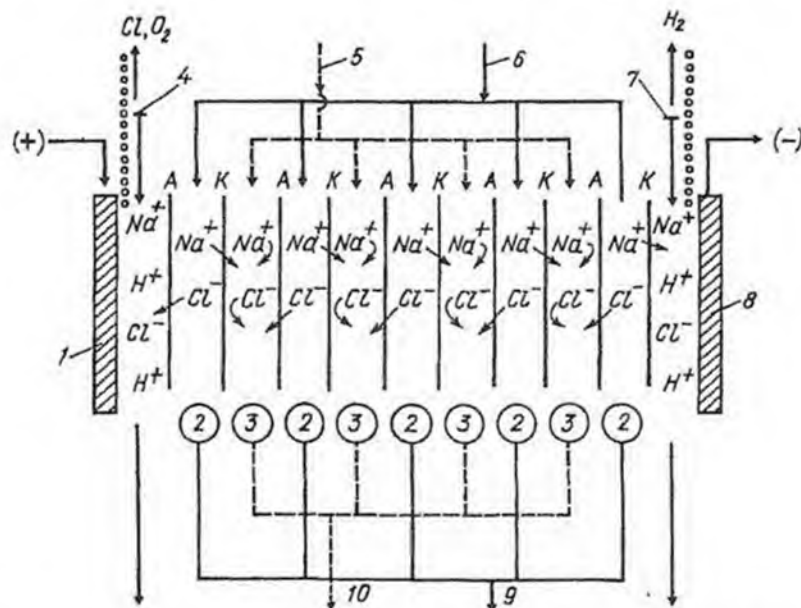 Cl,O₂ H₂
4 5 6 7
(+) (-)
A K A K A K A K A K
Na⁺ Na⁺ Na⁺ Na⁺ Na⁺ Na⁺ Na⁺ Na⁺ Na⁺ Na⁺ Na⁺
H⁺ H⁺
Cl⁻ Cl⁻ Cl⁻ Cl⁻ Cl⁻ Cl⁻ Cl⁻ Cl⁻ Cl⁻
8
1 Cl⁻ Cl⁻
H⁺ H⁺
2 3 2 3 2 3 2 3 2
10 9